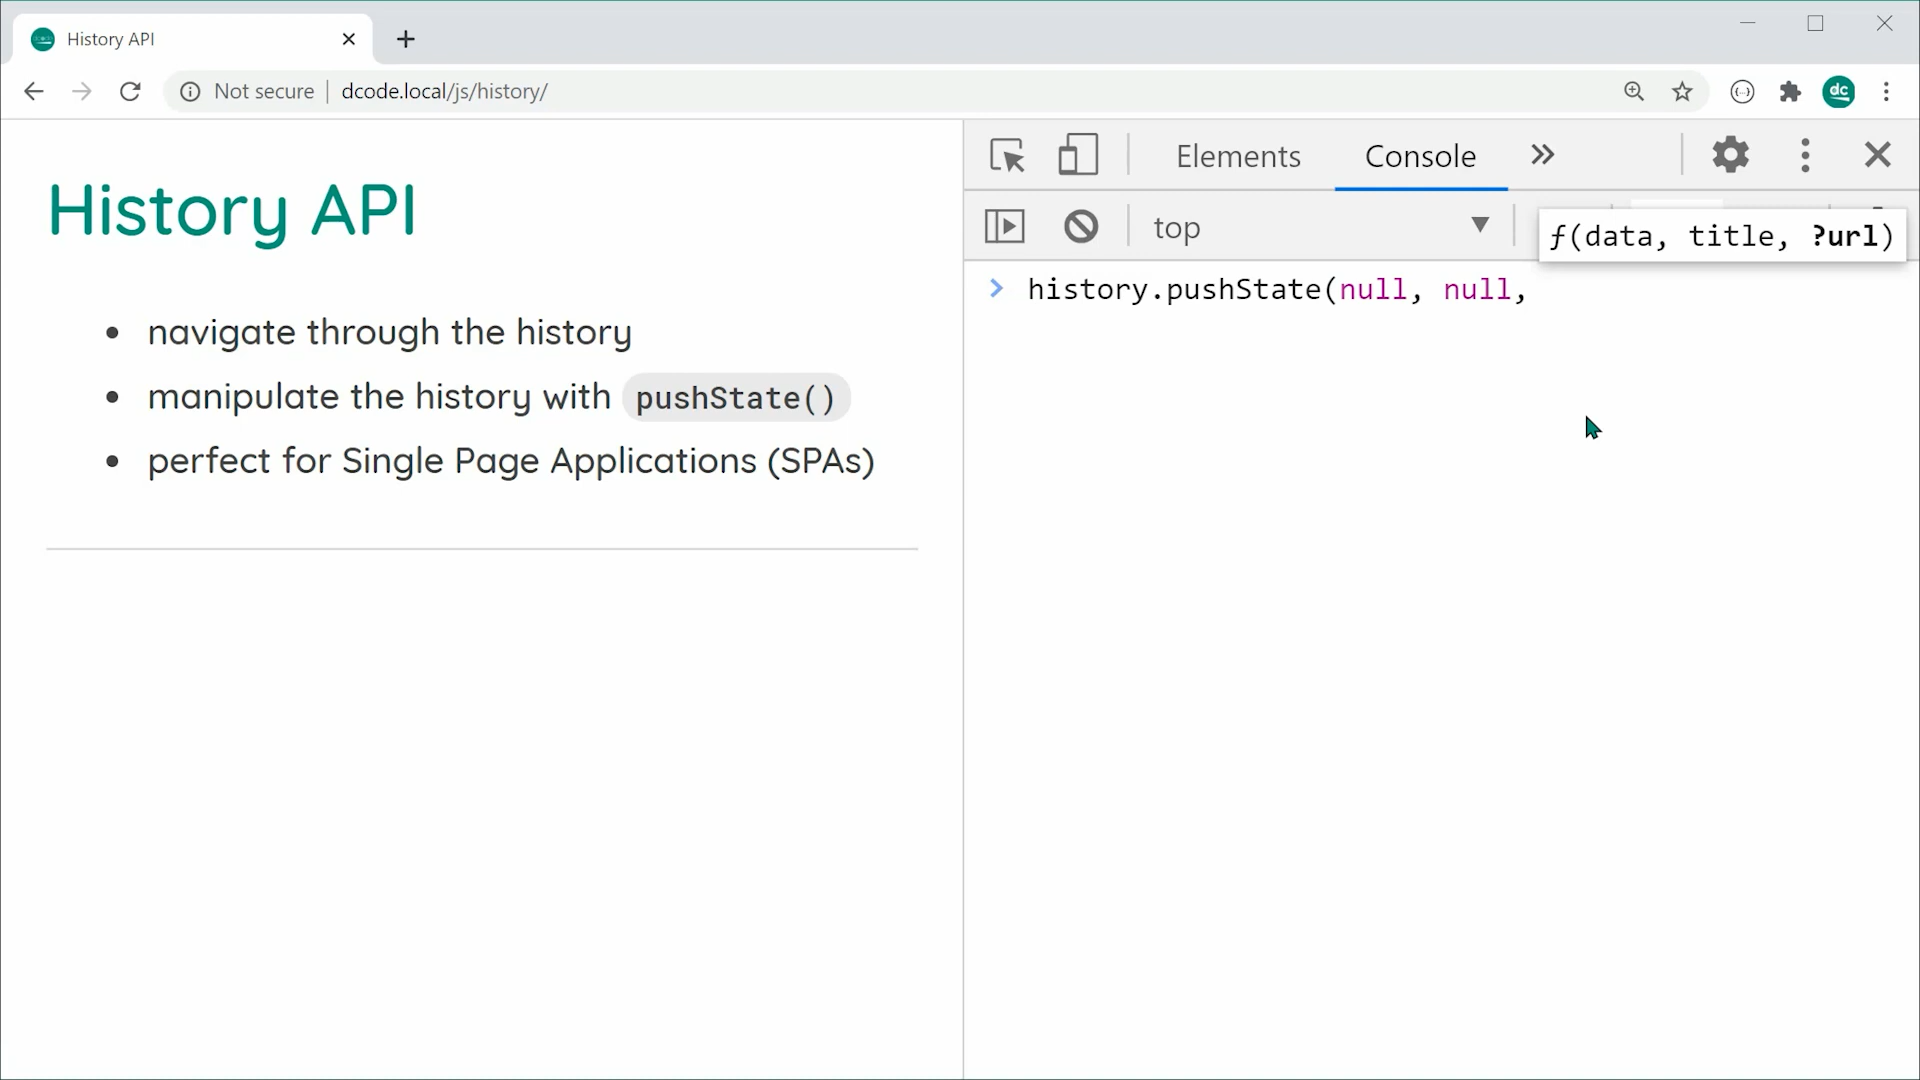 History API
Not secure
dcode.local/js/history/
dc
History API
navigate through the history
manipulate the history with pushState()
perfect for Single Page Applications (SPAs)
Elements
Console
top
ƒ(data, title, ?url)
history.pushState(null, null,